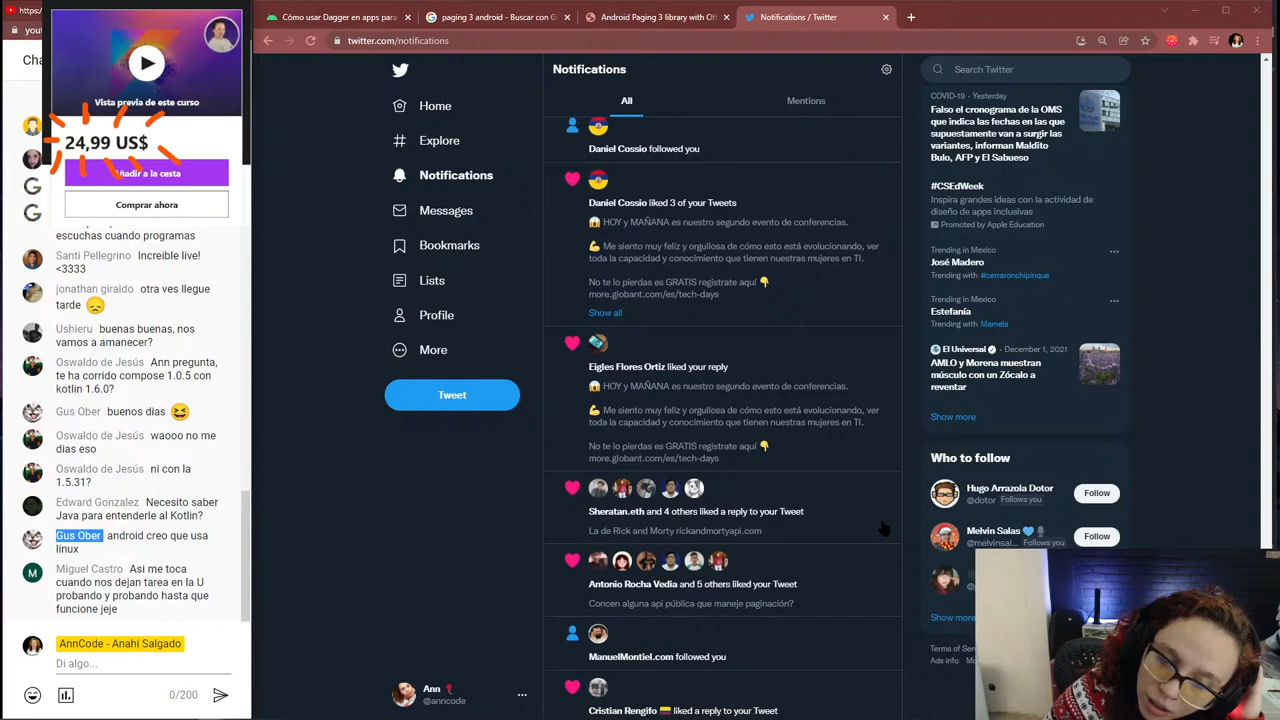 https://
you
Cha
Vista previa de este curso
24,99 US$
Añadir a la cesta
Comprar ahora
escuchas cuando programas
Santi Pellegrino Increible live!
<3333
jonathan giraldo otra ves llegue
tarde 😞
Ushieru buenas buenas, nos
vamos a amanecer?
Oswaldo de Jesús Ann pregunta,
te ha corrido compose 1.0.5 con
kotlin 1.6.0?
Gus Ober buenos dias 😆
Oswaldo de Jesús waooo no me
dias eso
Oswaldo de Jesús ni con la
1.5.31?
Edward Gonzalez Necesito saber
Java para entenderle al Kotlin?
Gus Ober android creo que usa
linux
M
Miguel Castro Asi me toca
cuando nos dejan tarea en la U
probando y probando hasta que
funcione jeje
AnnCode - Anahí Salgado
Di algo...
0/200
Cómo usar Dagger en apps para
paging 3 android - Buscar con G
Android Paging 3 library with Of
Notifications / Twitter
twitter.com/notifications
Home
Explore
Notifications
Messages
Bookmarks
Lists
Profile
More
Tweet
Ann
@anncode
Notifications
All
Mentions
Daniel Cossio followed you
Daniel Cossio liked 3 of your Tweets
😱 HOY y MAÑANA es nuestro segundo evento de conferencias.
💪 Me siento muy feliz y orgullosa de cómo esto está evolucionando, ver
toda la capacidad y conocimiento que tienen nuestras mujeres en TI.
No te lo pierdas es GRATIS regístrate aquí 👇
more.globant.com/es/tech-days
Show all
Eigles Flores Ortiz liked your reply
😱 HOY y MAÑANA es nuestro segundo evento de conferencias.
💪 Me siento muy feliz y orgullosa de cómo esto está evolucionando, ver
toda la capacidad y conocimiento que tienen nuestras mujeres en TI.
No te lo pierdas es GRATIS regístrate aquí 👇
more.globant.com/es/tech-days
Sheratan.eth and 4 others liked a reply to your Tweet
La de Rick and Morty rickandmortyapi.com
Antonio Rocha Vedia and 5 others liked your Tweet
Concen alguna api pública que maneje paginación?
ManuelMontiel.com followed you
Cristian Rengifo 🇨🇴 liked a reply to your Tweet
Search Twitter
COVID-19 · Yesterday
Falso el cronograma de la OMS
que indica las fechas en las que
supuestamente van a surgir las
variantes, informan Maldito
Bulo, AFP y El Sabueso
#CSEdWeek
Inspira grandes ideas con la actividad de
diseño de apps inclusivas
Promoted by Apple Education
Trending in Mexico
José Madero
Trending with #cerraronchipinque
Trending in Mexico
Estefanía
Trending with Mamela
El Universal · December 1, 2021
AMLO y Morena muestran
músculo con un Zócalo a
reventar
Show more
Who to follow
Hugo Arrazola Dotor
@dotor Follows you
Follow
Melvin Salas
@melvinsal... Follows you
Follow
Show more
Terms of Serv
Ad info